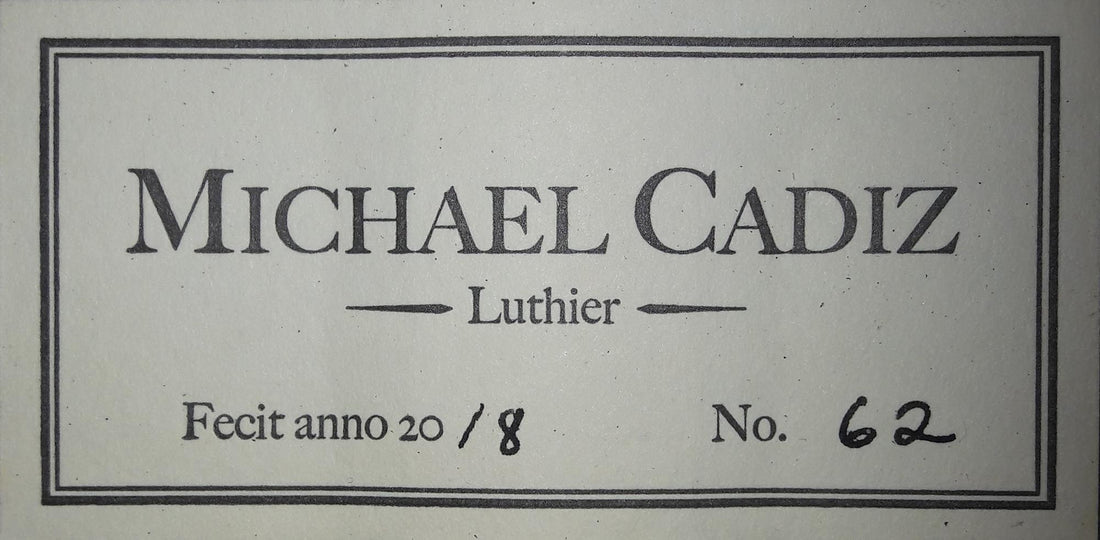 MICHAEL CADIZ
Luthier
Fecit anno 2018 No. 62